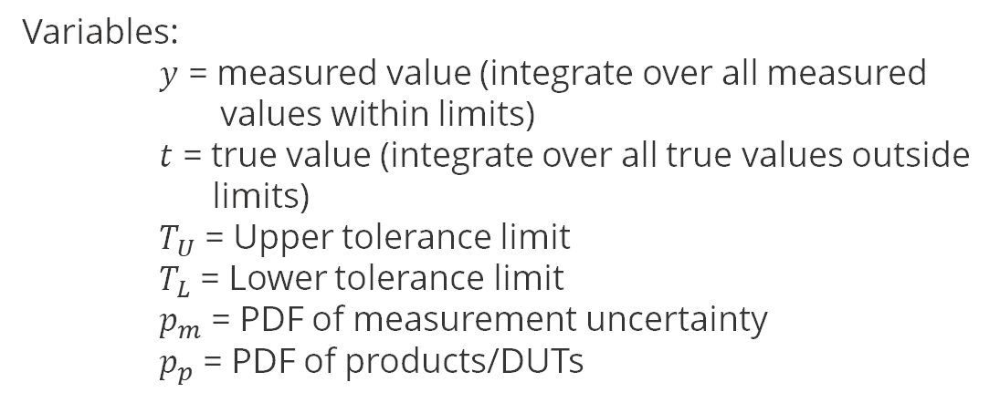 Variables:
y = measured value (integrate over all measured
values within limits)
t = true value (integrate over all true values outside
limits)
T_U = Upper tolerance limit
T_L = Lower tolerance limit
p_m = PDF of measurement uncertainty
p_p = PDF of products/DUTs